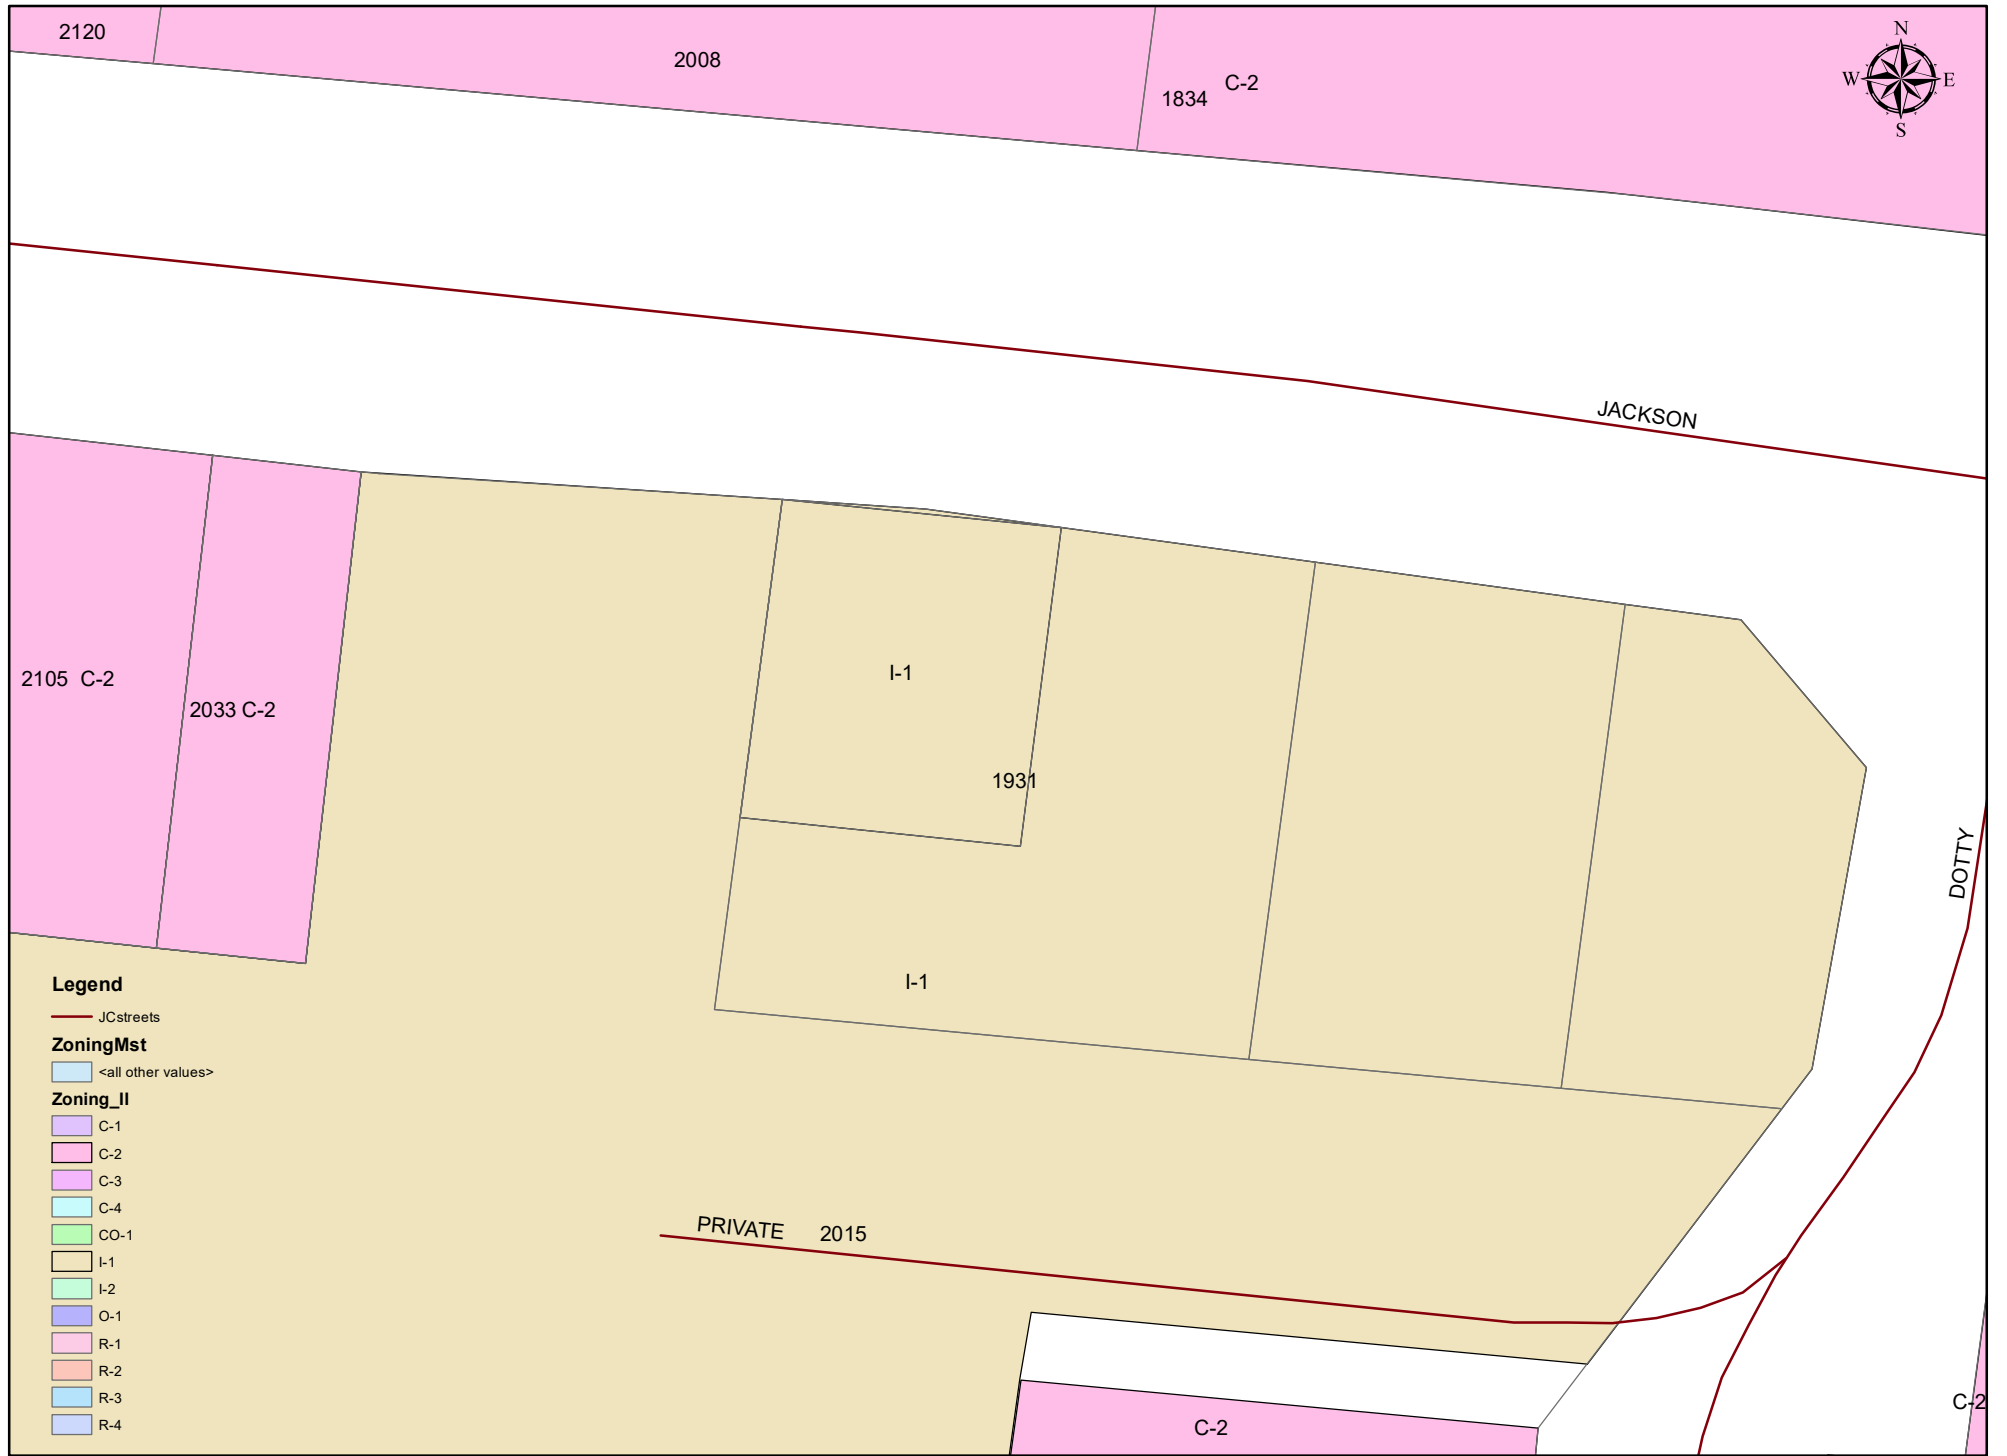 2120
2008
1834 C-2
N
W E
S
JACKSON
2105 C-2
2033 C-2
I-1
1931
I-1
DOTTY
PRIVATE 2015
C-2
C-2
Legend
JCstreets
ZoningMst
<all other values>
Zoning_II
C-1
C-2
C-3
C-4
CO-1
I-1
I-2
O-1
R-1
R-2
R-3
R-4